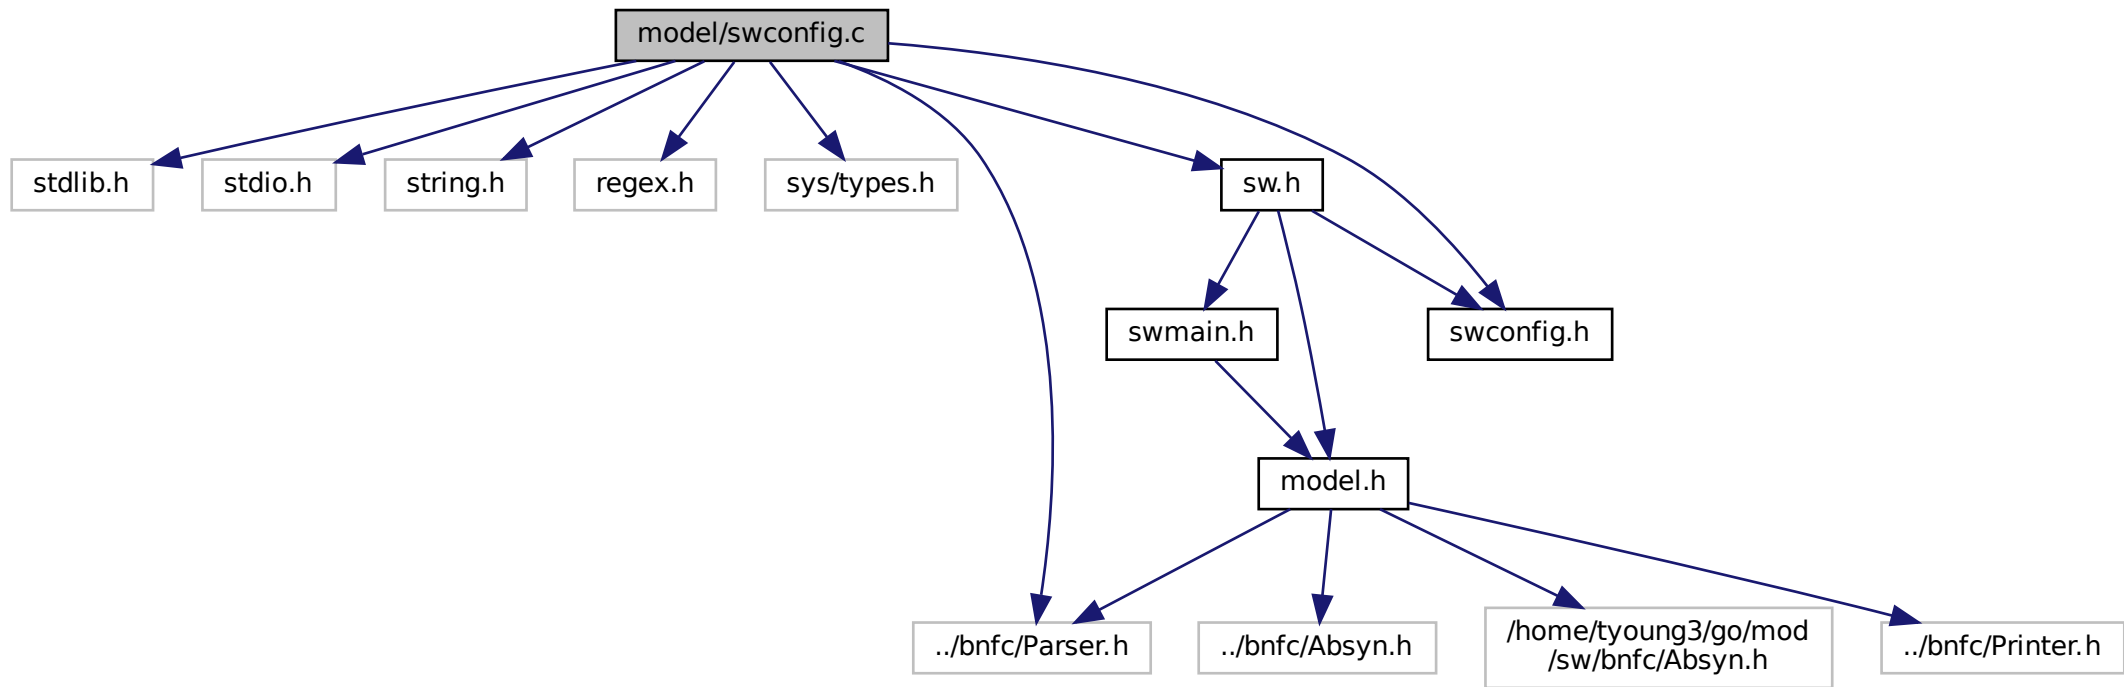 model/swconfig.c
stdlib.h
stdio.h
string.h
regex.h
sys/types.h
sw.h
swmain.h
swconfig.h
model.h
../bnfc/Parser.h
../bnfc/Absyn.h
/home/tyoung3/go/mod
/sw/bnfc/Absyn.h
../bnfc/Printer.h